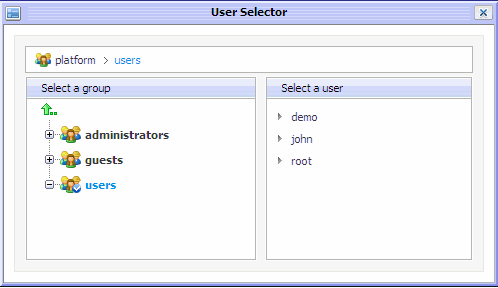 User Selector
platform > users
Select a group
Select a user
administrators
guests
users
demo
john
root